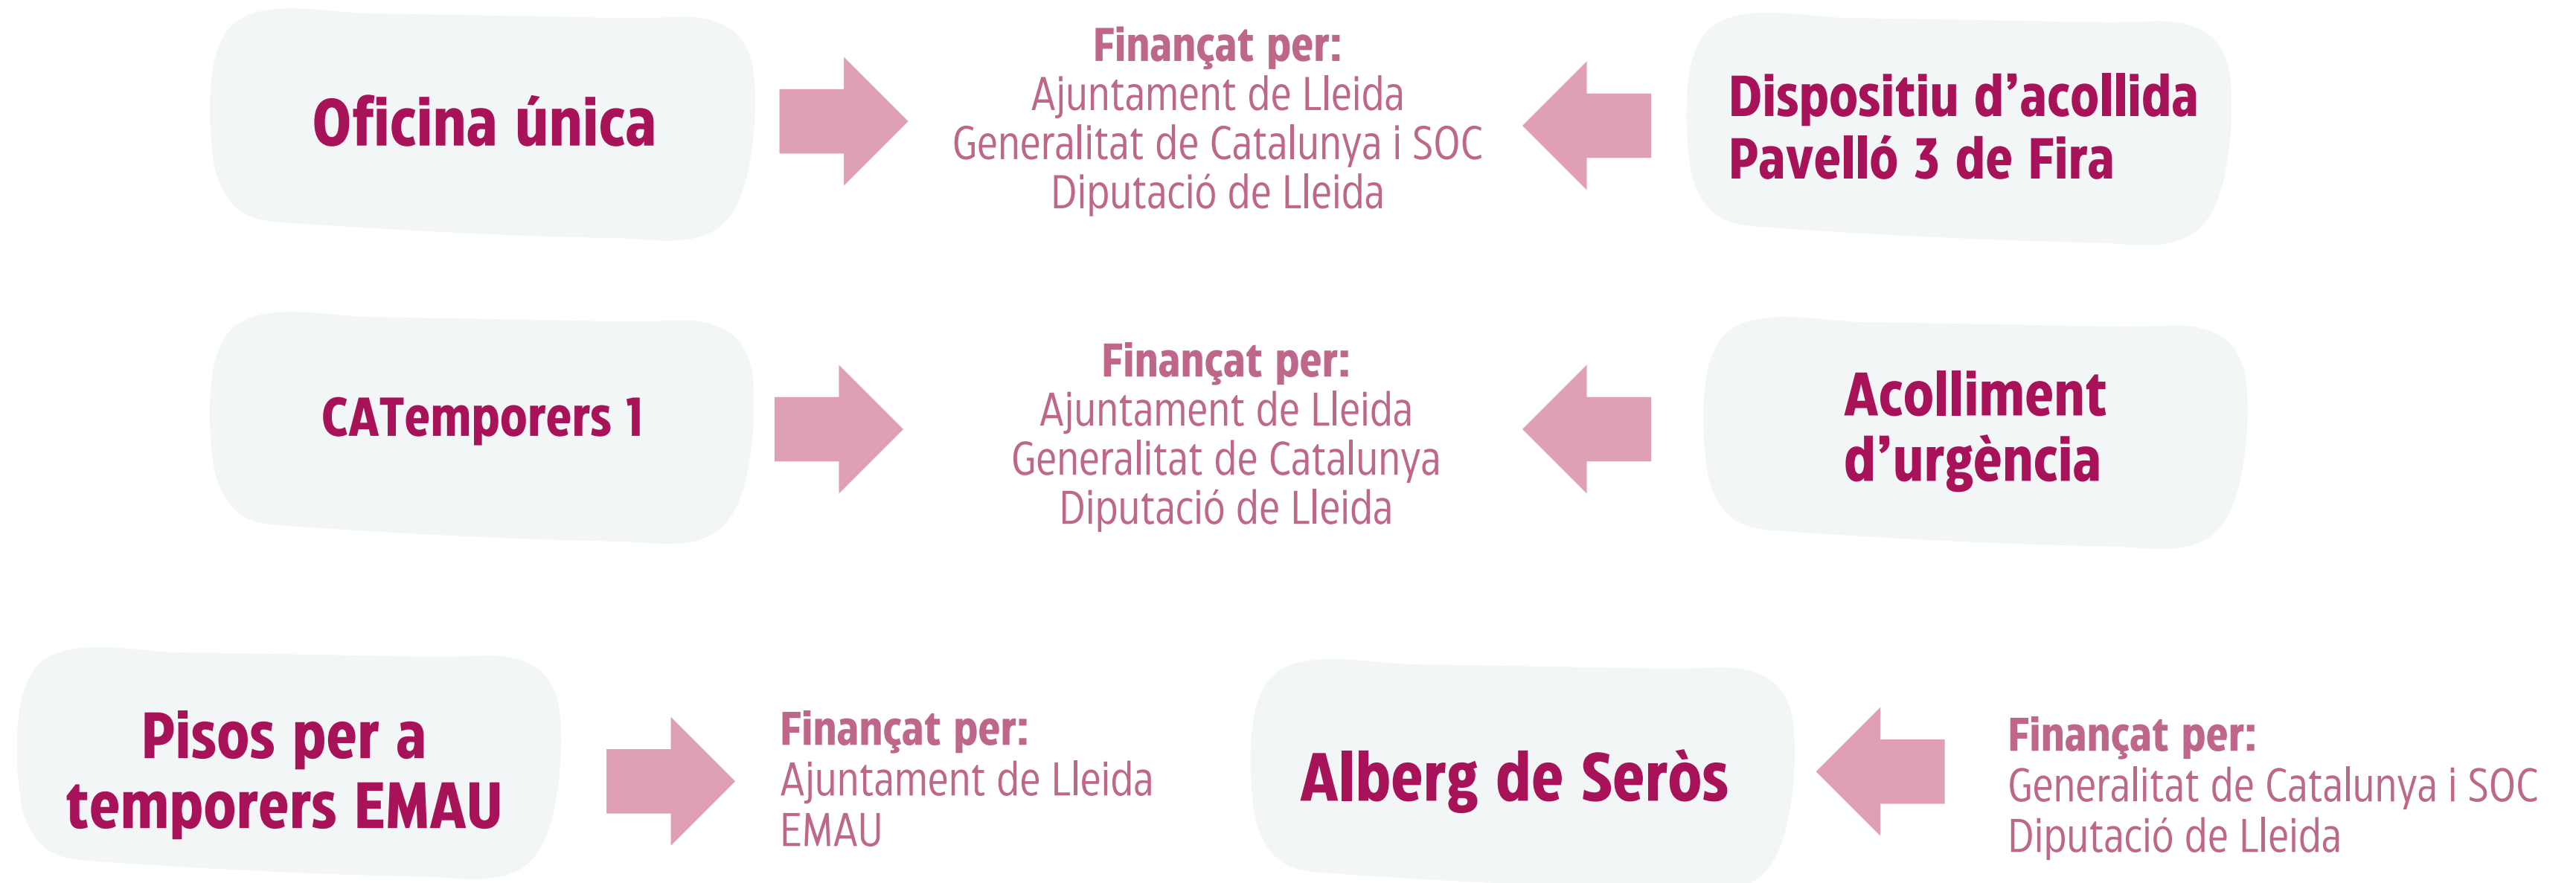 Oficina única
Finançat per:
Ajuntament de Lleida
Generalitat de Catalunya i SOC
Diputació de Lleida
Dispositiu d’acollida
Pavelló 3 de Fira
CATemporers 1
Finançat per:
Ajuntament de Lleida
Generalitat de Catalunya
Diputació de Lleida
Acolliment
d’urgència
Pisos per a
temporers EMAU
Finançat per:
Ajuntament de Lleida
EMAU
Alberg de Seròs
Finançat per:
Generalitat de Catalunya i SOC
Diputació de Lleida